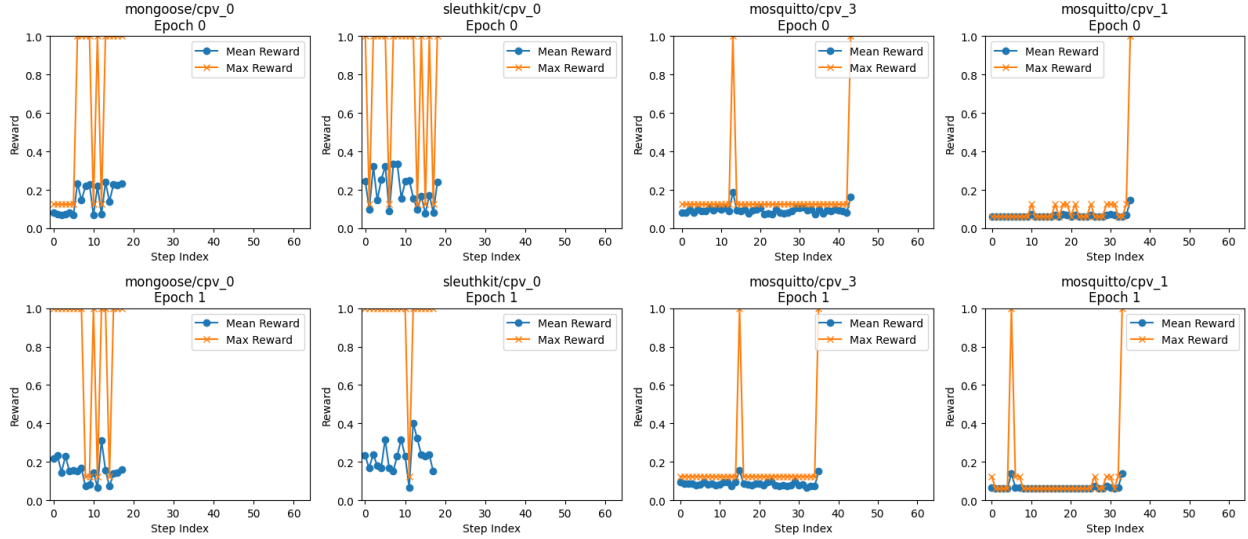 mongoose/cpv_0
Epoch 0
1.0
0.8
0.6
0.4
0.2
0.0
Reward
Mean Reward
Max Reward
0 10 20 30 40 50 60
Step Index
sleuthkit/cpv_0
Epoch 0
1.0
0.8
0.6
0.4
0.2
0.0
Reward
Mean Reward
Max Reward
0 10 20 30 40 50 60
Step Index
mosquitto/cpv_3
Epoch 0
1.0
0.8
0.6
0.4
0.2
0.0
Reward
Mean Reward
Max Reward
0 10 20 30 40 50 60
Step Index
mosquitto/cpv_1
Epoch 0
1.0
0.8
0.6
0.4
0.2
0.0
Reward
Mean Reward
Max Reward
0 10 20 30 40 50 60
Step Index
mongoose/cpv_0
Epoch 1
1.0
0.8
0.6
0.4
0.2
0.0
Reward
Mean Reward
Max Reward
0 10 20 30 40 50 60
Step Index
sleuthkit/cpv_0
Epoch 1
1.0
0.8
0.6
0.4
0.2
0.0
Reward
Mean Reward
Max Reward
0 10 20 30 40 50 60
Step Index
mosquitto/cpv_3
Epoch 1
1.0
0.8
0.6
0.4
0.2
0.0
Reward
Mean Reward
Max Reward
0 10 20 30 40 50 60
Step Index
mosquitto/cpv_1
Epoch 1
1.0
0.8
0.6
0.4
0.2
0.0
Reward
Mean Reward
Max Reward
0 10 20 30 40 50 60
Step Index